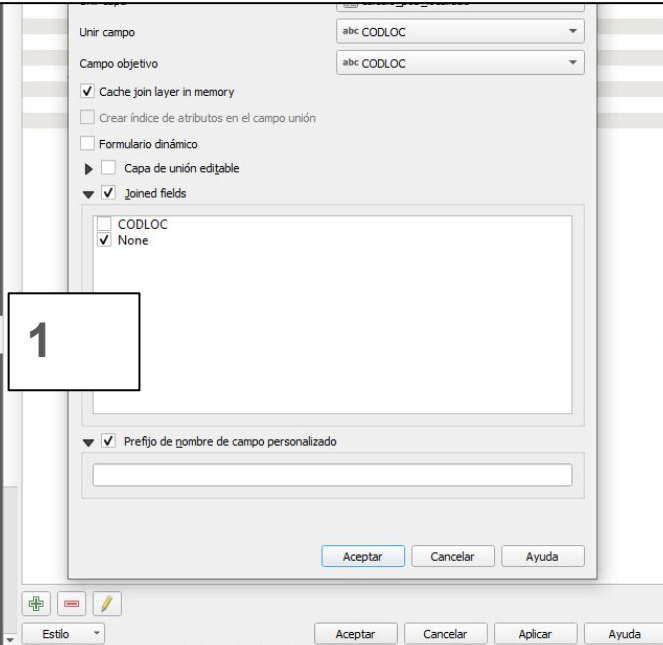 Unir campo
abc CODLOC
Campo objetivo
abc CODLOC
Cache join layer in memory
Crear índice de atributos en el campo unión
Formulario dinámico
Capa de unión editable
Joined fields
CODLOC
None
1
Prefijo de nombre de campo personalizado
Aceptar Cancelar Ayuda
Estilo Aceptar Cancelar Aplicar Ayuda